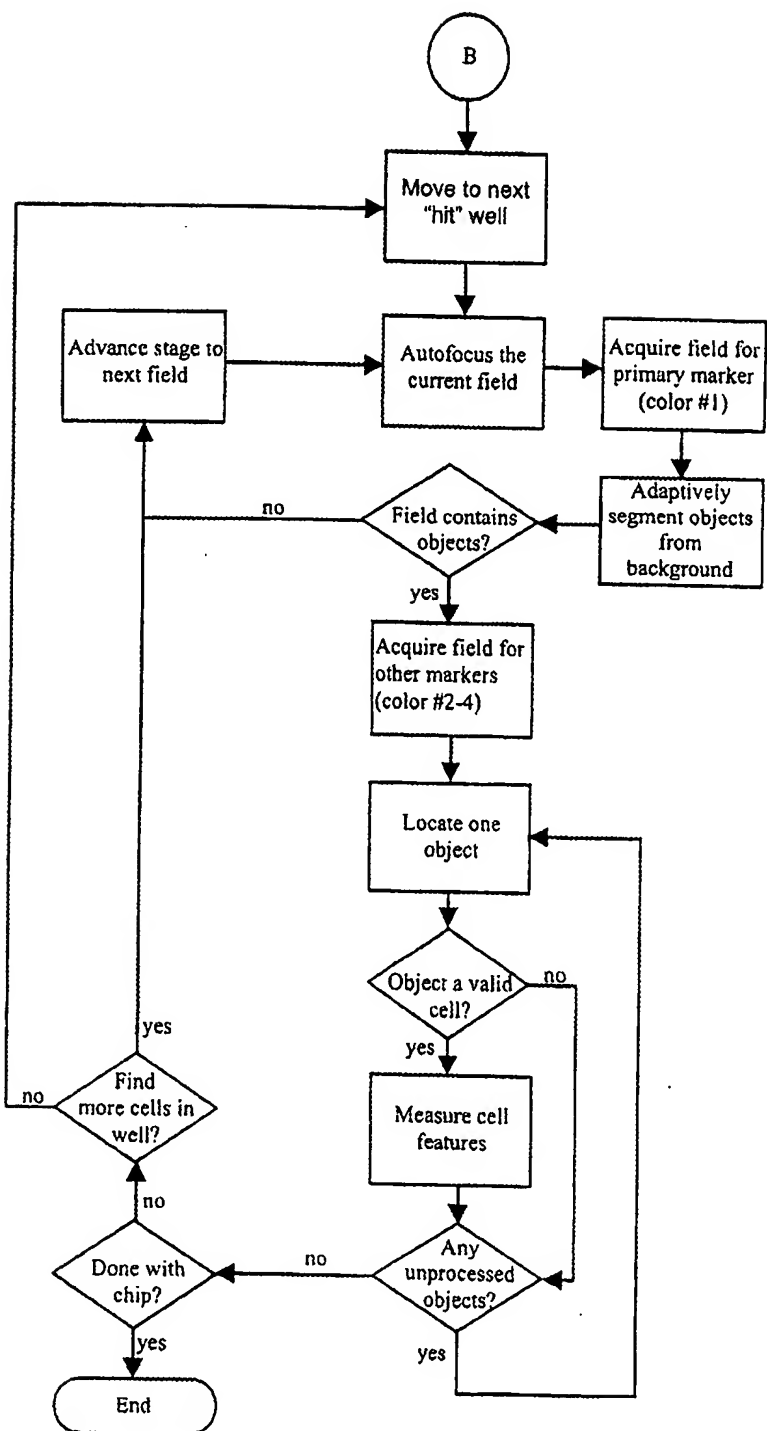 B
Move to next
"hit" well
Advance stage to
next field
Autofocus the
current field
Acquire field for
primary marker
(color #1)
Adaptively
segment objects
from
background
no
Field contains
objects?
yes
Acquire field for
other markers
(color #2-4)
Locate one
object
Object a valid
cell?
no
yes
Measure cell
features
yes
Find
more cells in
well?
no
no
Any
unprocessed
objects?
no
Done with
chip?
yes
yes
End